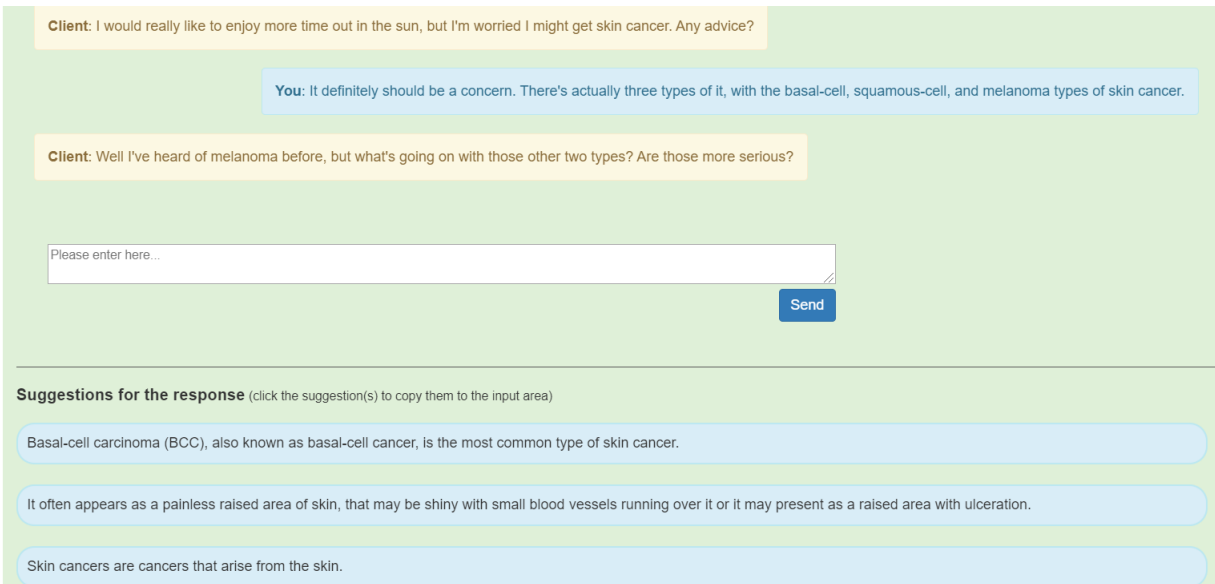 Client: I would really like to enjoy more time out in the sun, but I'm worried I might get skin cancer. Any advice?
You: It definitely should be a concern. There's actually three types of it, with the basal-cell, squamous-cell, and melanoma types of skin cancer.
Client: Well I've heard of melanoma before, but what's going on with those other two types? Are those more serious?
Please enter here...
Send
Suggestions for the response (click the suggestion(s) to copy them to the input area)
Basal-cell carcinoma (BCC), also known as basal-cell cancer, is the most common type of skin cancer.
It often appears as a painless raised area of skin, that may be shiny with small blood vessels running over it or it may present as a raised area with ulceration.
Skin cancers are cancers that arise from the skin.